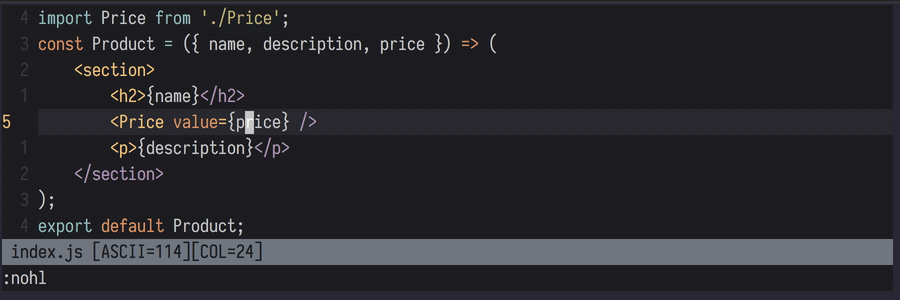 4 import Price from './Price';
3 const Product = ({ name, description, price }) => (
2     <section>
1         <h2>{name}</h2>
5         <Price value={price} />
1         <p>{description}</p>
2     </section>
3 );
4 export default Product;
index.js [ASCII=114][COL=24]
:nohl